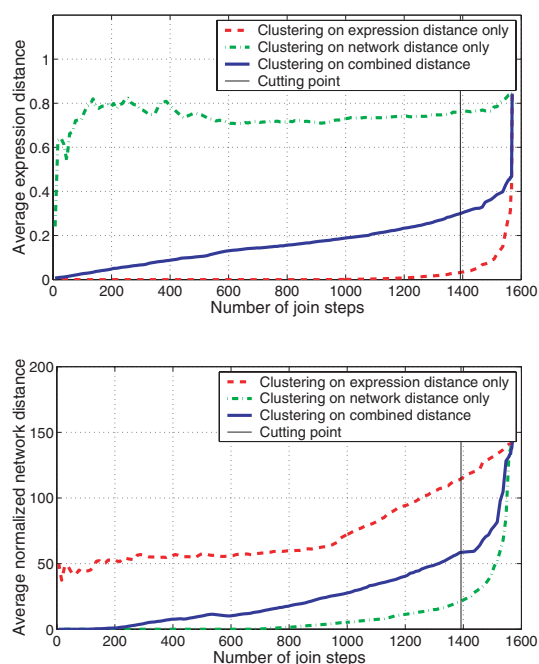 Clustering on expression distance only
Clustering on network distance only
Clustering on combined distance
Cutting point
1
0.8
0.6
0.4
0.2
0
Average expression distance
0 200 400 600 800 1000 1200 1400 1600
Number of join steps
200
150
100
50
0
Average normalized network distance
Clustering on expression distance only
Clustering on network distance only
Clustering on combined distance
Cutting point
0 200 400 600 800 1000 1200 1400 1600
Number of join steps